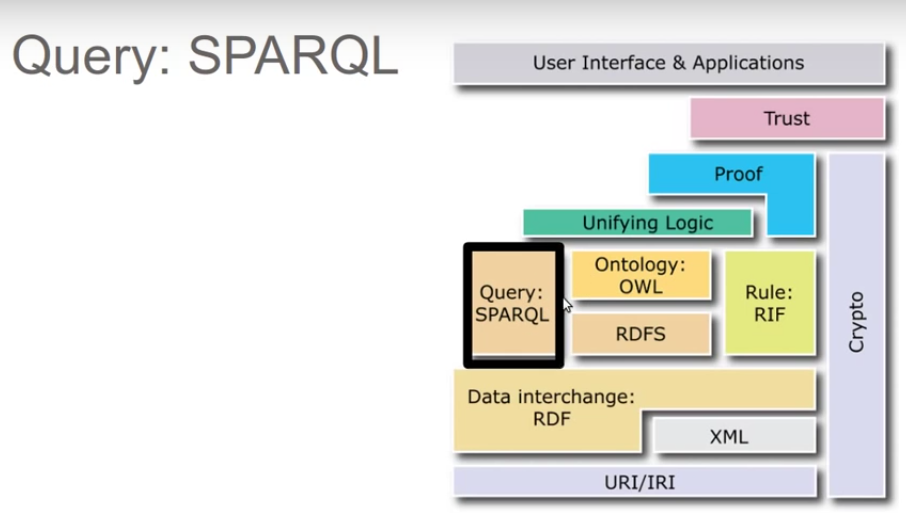 Query: SPARQL
User Interface & Applications
Trust
Proof
Unifying Logic
Query:
SPARQL
Ontology:
OWL
RDFS
Rule:
RIF
Crypto
Data interchange:
RDF
XML
URI/IRI